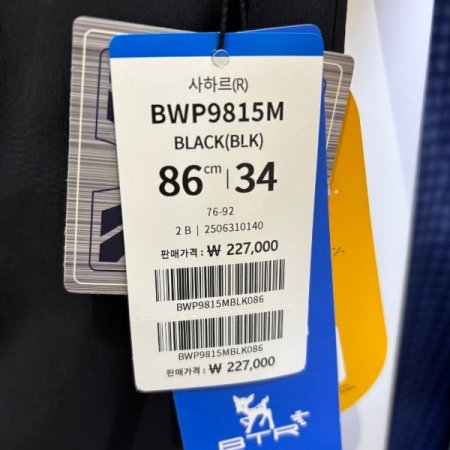 사하르(R)
BWP9815M
BLACK(BLK)
86cm | 34
76-92
2 B | 2506310140
판매가격 : ₩ 227,000
BWP9815MBLK086
BWP9815MBLK086
판매가격 : ₩ 227,000
BTR